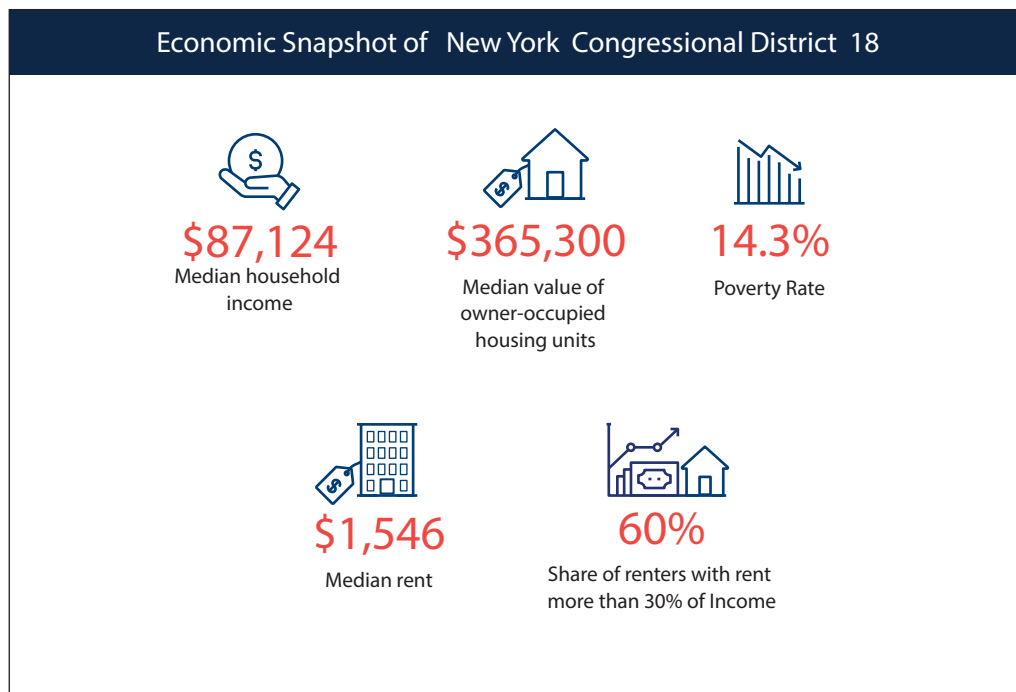 Economic Snapshot of New York Congressional District 18
$
$87,124
Median household
income
$
$365,300
Median value of
owner-occupied
housing units
14.3%
Poverty Rate
$
$1,546
Median rent
60%
Share of renters with rent
more than 30% of Income